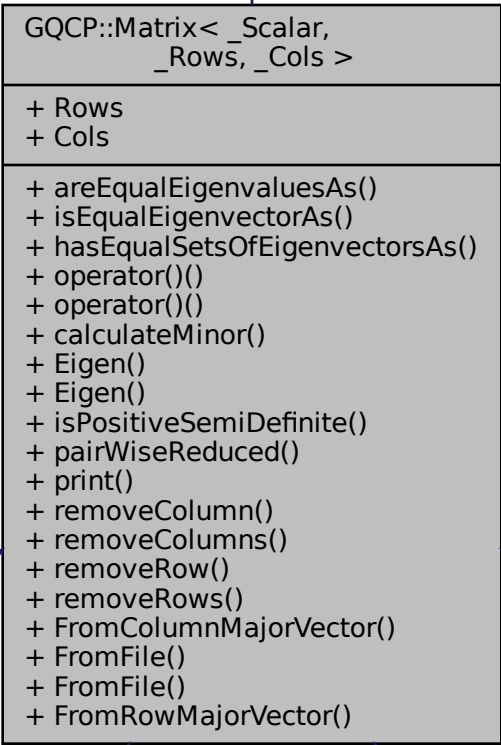 GQCP::Matrix< _Scalar,
_Rows, _Cols >
+ Rows
+ Cols
+ areEqualEigenvaluesAs()
+ isEqualEigenvectorAs()
+ hasEqualSetsOfEigenvectorsAs()
+ operator()()
+ operator()()
+ calculateMinor()
+ Eigen()
+ Eigen()
+ isPositiveSemiDefinite()
+ pairWiseReduced()
+ print()
+ removeColumn()
+ removeColumns()
+ removeRow()
+ removeRows()
+ FromColumnMajorVector()
+ FromFile()
+ FromFile()
+ FromRowMajorVector()